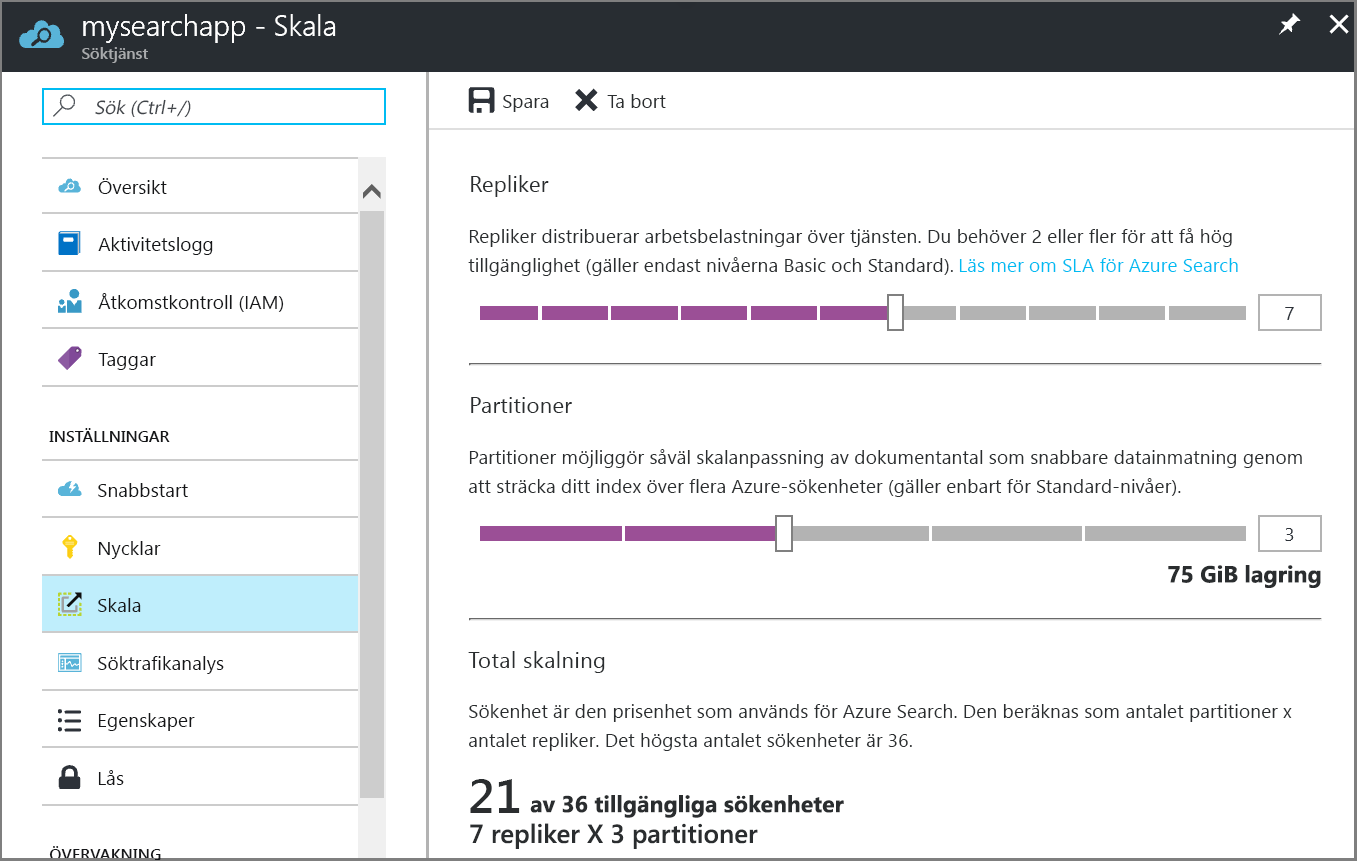 mysearchapp - Skala
Söktjänst
Sök (Ctrl+/)
Översikt
Aktivitetslogg
Åtkomstkontroll (IAM)
Taggar
INSTÄLLNINGAR
Snabbstart
Nycklar
Skala
Söktrafikanalys
Egenskaper
Lås
ÖVERVAKNING
Spara
Ta bort
Repliker
Repliker distribuerar arbetsbelastningar över tjänsten. Du behöver 2 eller fler för att få hög
tillgänglighet (gäller endast nivåerna Basic och Standard). Läs mer om SLA för Azure Search
7
Partitioner
Partitioner möjliggör såväl skalanpassning av dokumentantal som snabbare datainmatning genom
att sträcka ditt index över flera Azure-sökenheter (gäller enbart för Standard-nivåer).
3
75 GiB lagring
Total skalning
Sökenhet är den prisenhet som används för Azure Search. Den beräknas som antalet partitioner x
antalet repliker. Det högsta antalet sökenheter är 36.
21 av 36 tillgängliga sökenheter
7 repliker X 3 partitioner